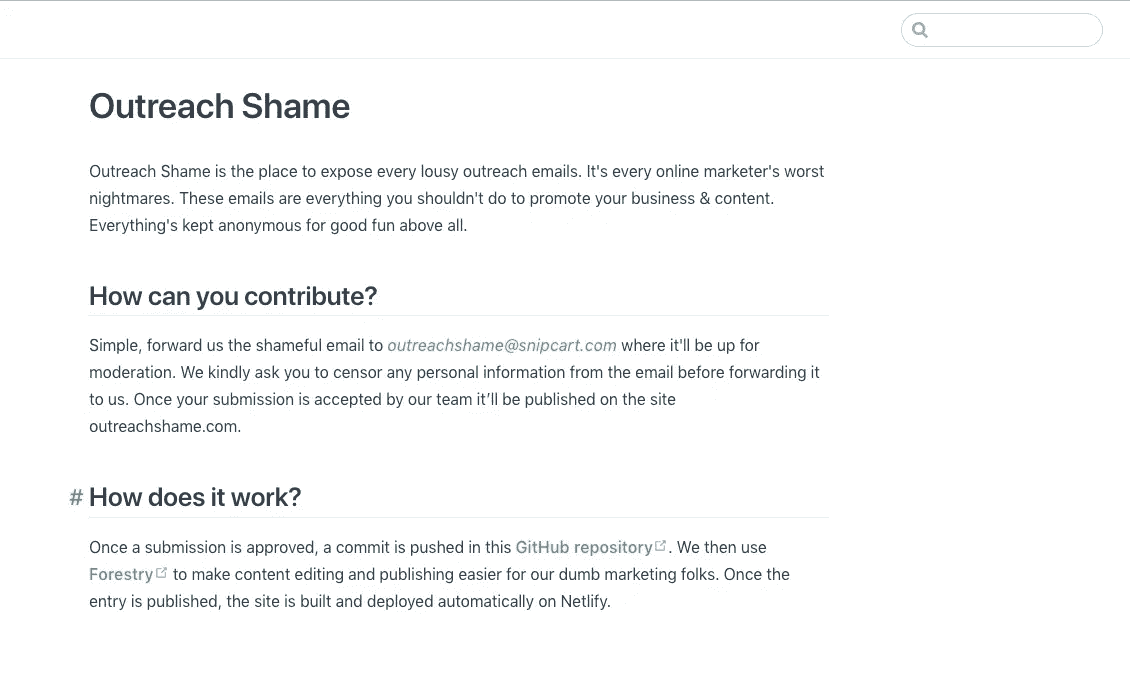 Outreach Shame
Outreach Shame is the place to expose every lousy outreach emails. It's every online marketer's worst
nightmares. These emails are everything you shouldn't do to promote your business & content.
Everything's kept anonymous for good fun above all.
How can you contribute?
Simple, forward us the shameful email to outreachshame@snipcart.com where it'll be up for
moderation. We kindly ask you to censor any personal information from the email before forwarding it
to us. Once your submission is accepted by our team it’ll be published on the site
outreachshame.com.
# How does it work?
Once a submission is approved, a commit is pushed in this GitHub repository. We then use
Forestry to make content editing and publishing easier for our dumb marketing folks. Once the
entry is published, the site is built and deployed automatically on Netlify.